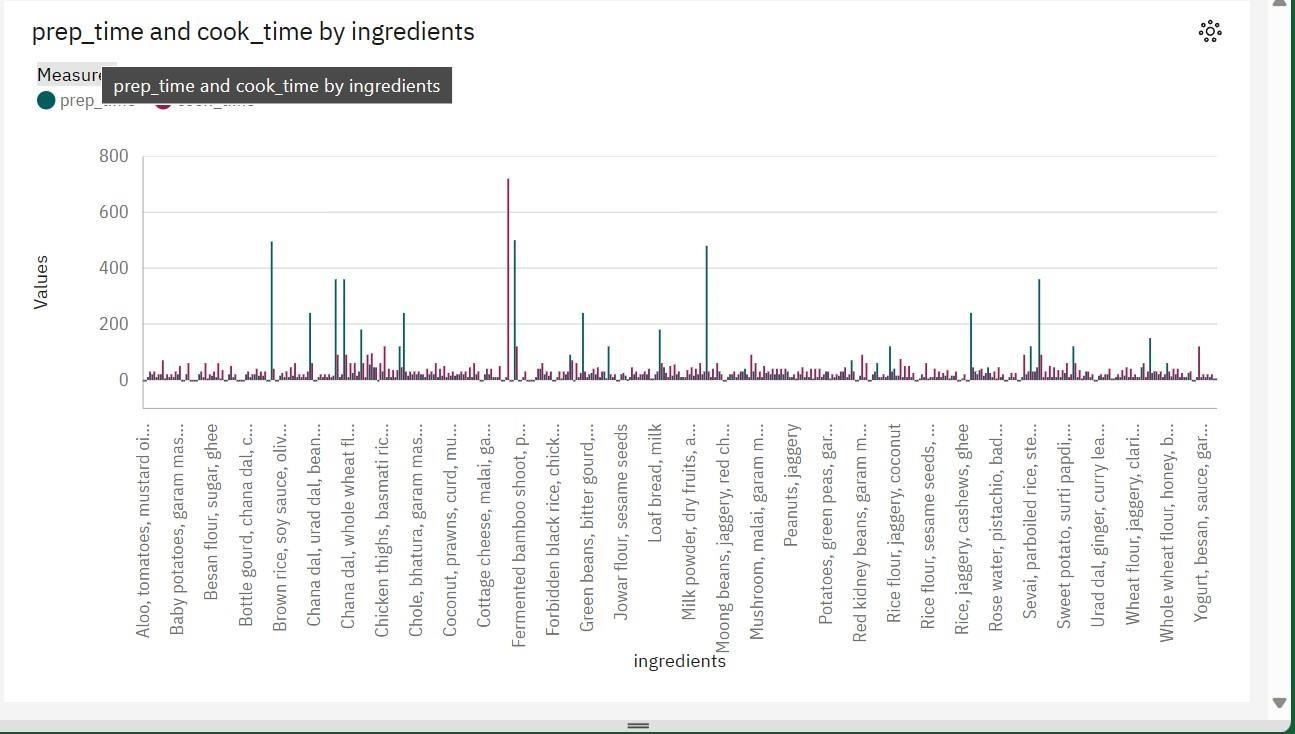 prep_time and cook_time by ingredients
Measure
prep_time and cook_time by ingredients
prep_time
cook_time
800
600
400
200
0
Values
Aloo, tomatoes, mustard oi...
Baby potatoes, garam mas...
Besan flour, sugar, ghee
Bottle gourd, chana dal, c...
Brown rice, soy sauce, oliv...
Chana dal, urad dal, bean...
Chana dal, whole wheat fl...
Chicken thighs, basmati ric...
Chole, bhatura, garam mas...
Coconut, prawns, curd, mu...
Cottage cheese, malai, ga...
Fermented bamboo shoot, p...
Forbidden black rice, chick...
Green beans, bitter gourd,...
Jowar flour, sesame seeds
Loaf bread, milk
Milk powder, dry fruits, a...
Moong beans, jaggery, red ch...
Mushroom, malai, garam m...
Peanuts, jaggery
Potatoes, green peas, gar...
Red kidney beans, garam m...
Rice flour, jaggery, coconut
Rice flour, sesame seeds, ...
Rice, jaggery, cashews, ghee
Rose water, pistachio, bad...
Sevai, parboiled rice, ste...
Sweet potato, surti papdi,...
Urad dal, ginger, curry lea...
Wheat flour, jaggery, clari...
Whole wheat flour, honey, b...
Yogurt, besan, sauce, gar...
ingredients